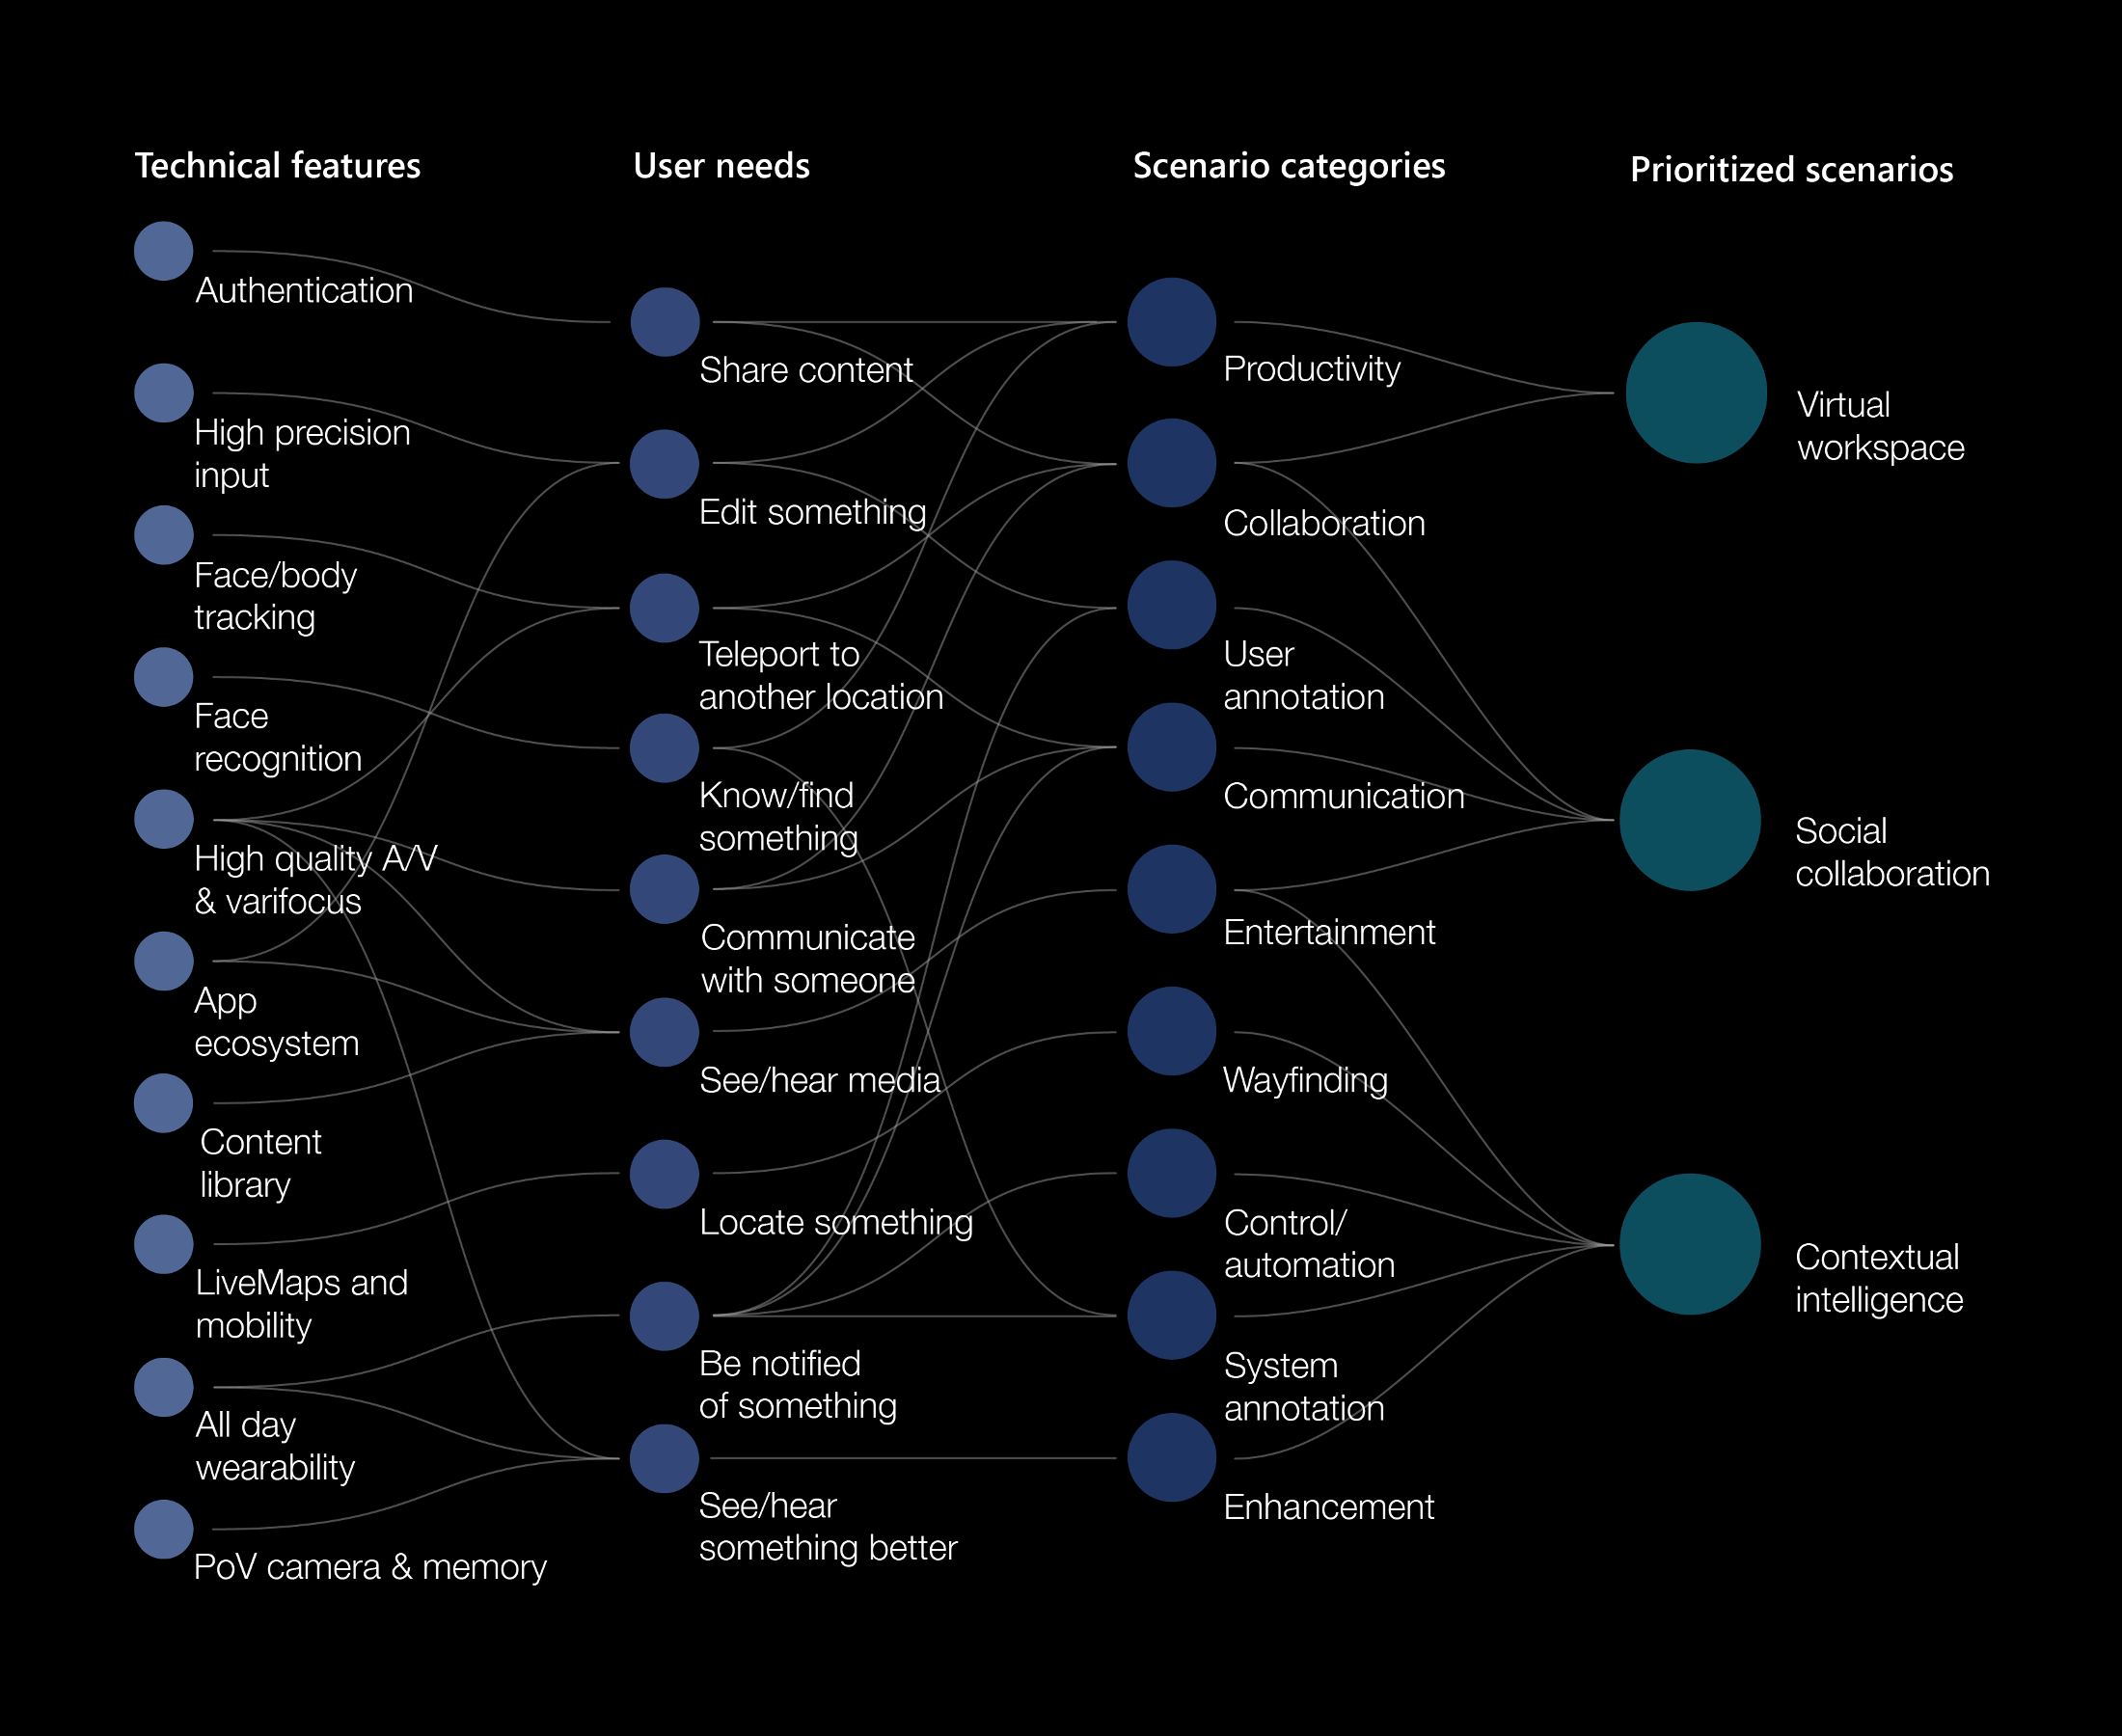 Technical features
User needs
Scenario categories
Prioritized scenarios
Authentication
High precision
input
Face/body
tracking
Face
recognition
High quality A/V
& varifocus
App
ecosystem
Content
library
LiveMaps and
mobility
All day
wearability
PoV camera & memory
Share content
Edit something
Teleport to
another location
Know/find
something
Communicate
with someone
See/hear media
Locate something
Be notified
of something
See/hear
something better
Productivity
Collaboration
User
annotation
Communication
Entertainment
Wayfinding
Control/
automation
System
annotation
Enhancement
Virtual
workspace
Social
collaboration
Contextual
intelligence